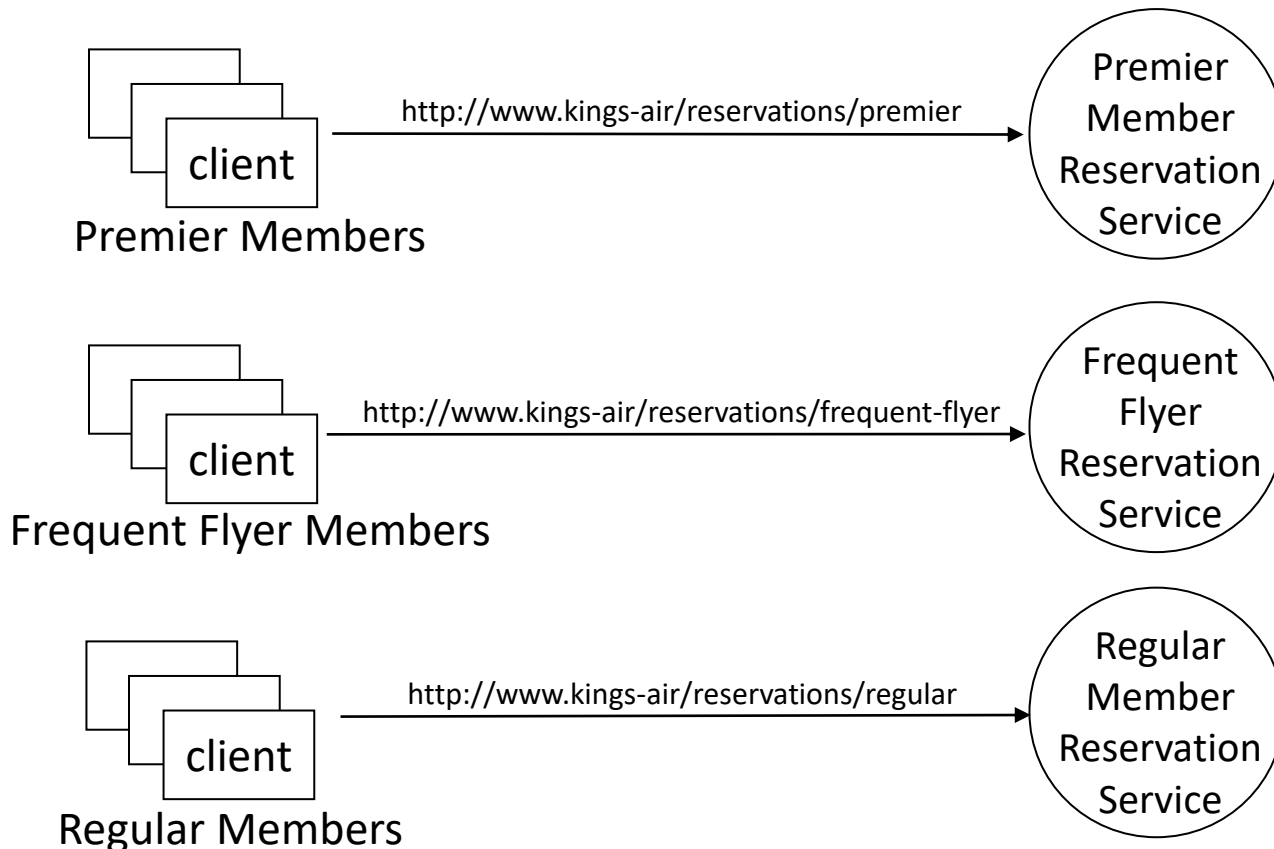 client
Premier Members
http://www.kings-air/reservations/premier
Premier
Member
Reservation
Service
client
Frequent Flyer Members
http://www.kings-air/reservations/frequent-flyer
Frequent
Flyer
Reservation
Service
client
Regular Members
http://www.kings-air/reservations/regular
Regular
Member
Reservation
Service